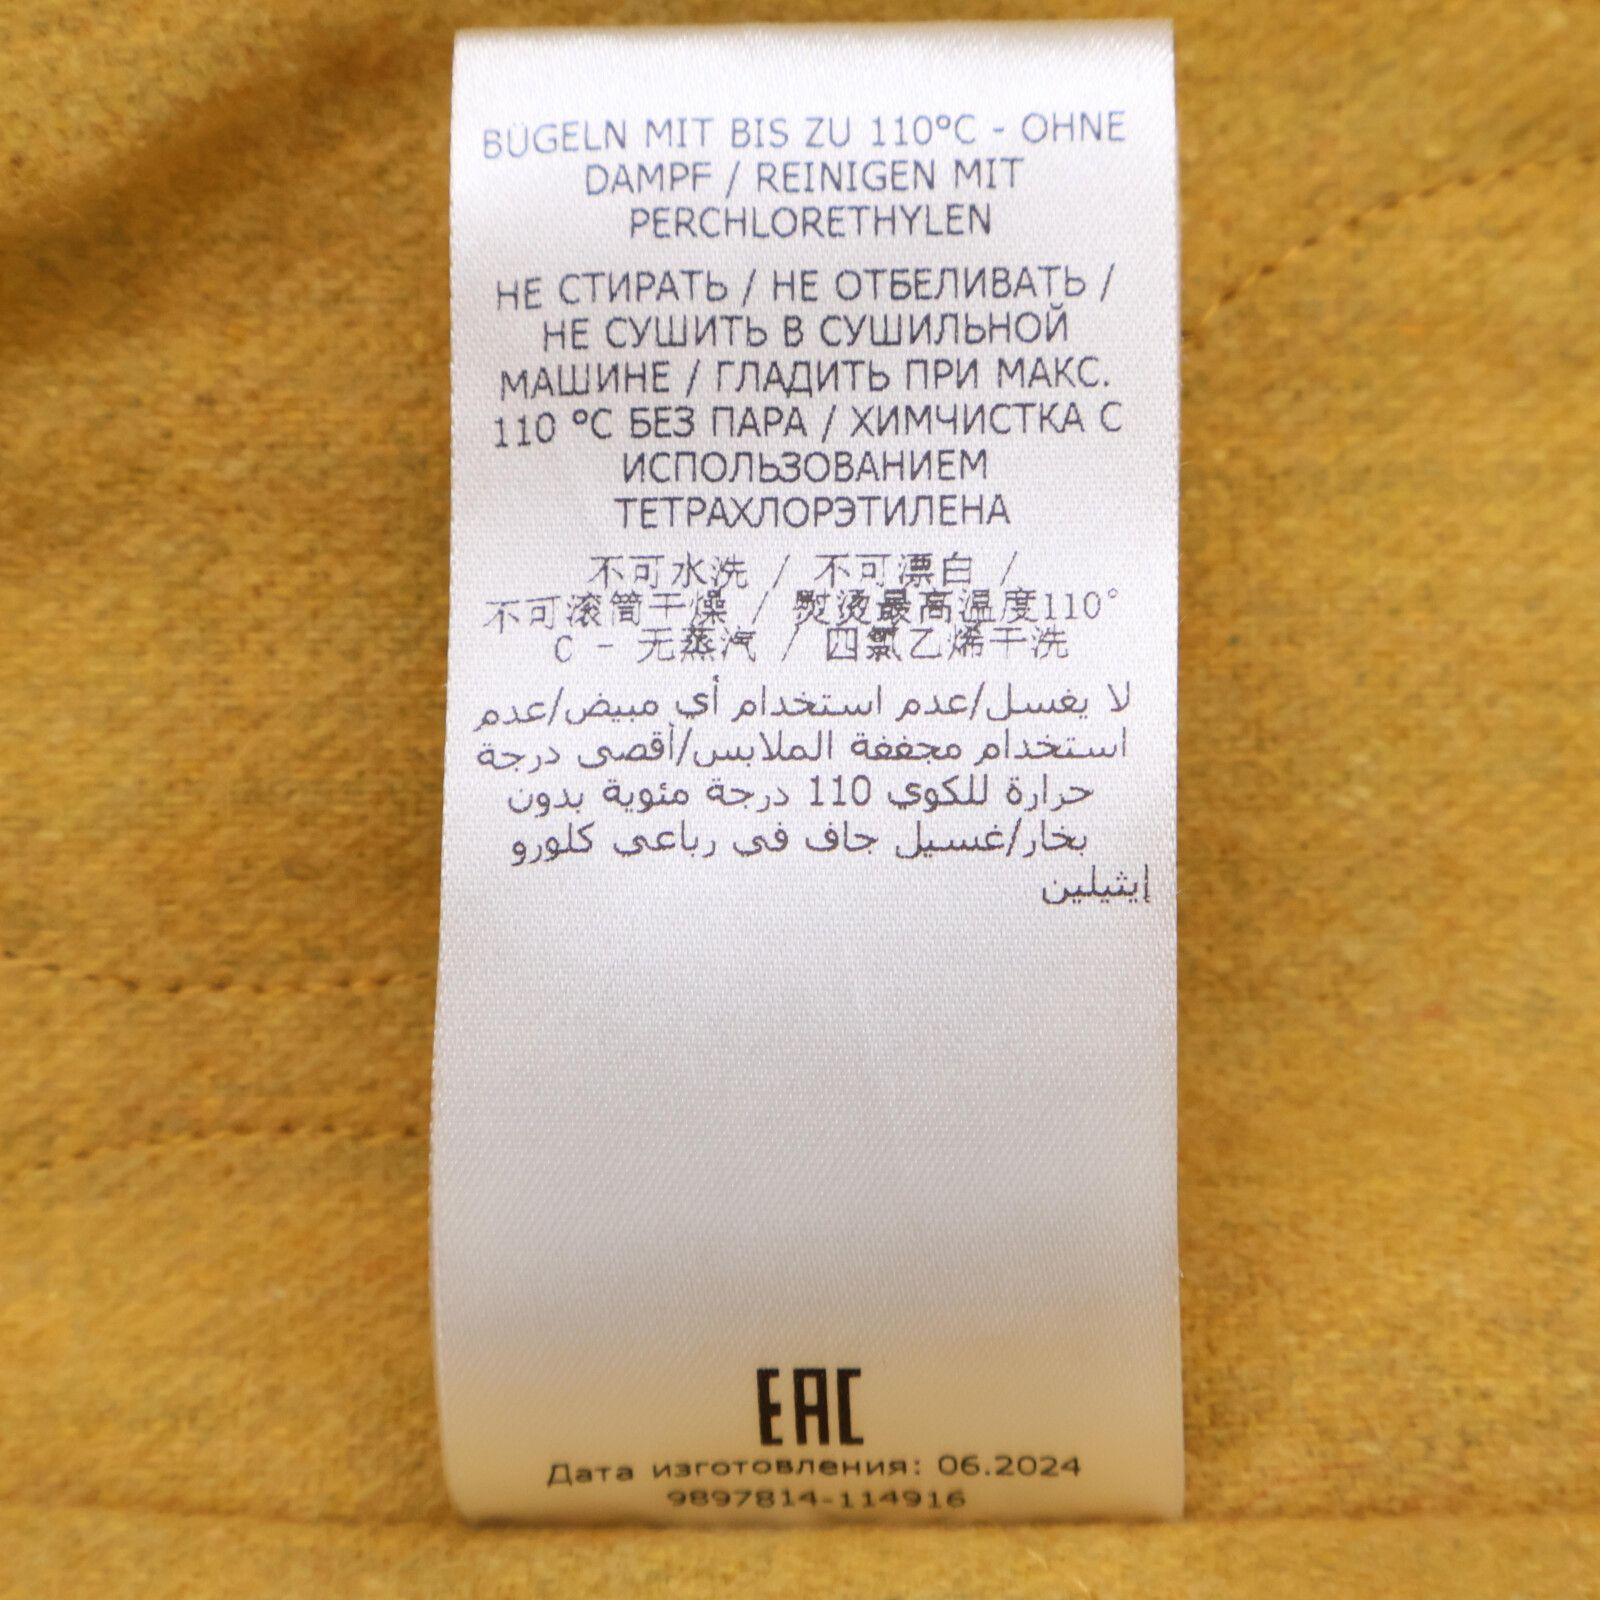 BÜGELN MIT BIS ZU 110°C - OHNE
DAMPF / REINIGEN MIT
PERCHLORETHYLEN
НЕ СТИРАТЬ / НЕ ОТБЕЛИВАТЬ /
НЕ СУШИТЬ В СУШИЛЬНОЙ
МАШИНЕ / ГЛАДИТЬ ПРИ МАКС.
110 °C БЕЗ ПАРА / ХИМЧИСТКА С
ИСПОЛЬЗОВАНИЕМ
ТЕТРАХЛОРЭТИЛЕНА
不可水洗 / 不可漂白 /
不可滚筒干燥 / 熨烫最高温度110°
C - 无蒸汽 / 四氯乙烯干洗
لا يغسل/عدم استخدام أي مبيض/عدم
استخدام مجففة الملابس/أقصى درجة
حرارة للكوي 110 درجة مئوية بدون
بخار/غسيل جاف في رباعي كلورو
إيثيلين
EAC
Дата изготовления: 06.2024
9897814-114916